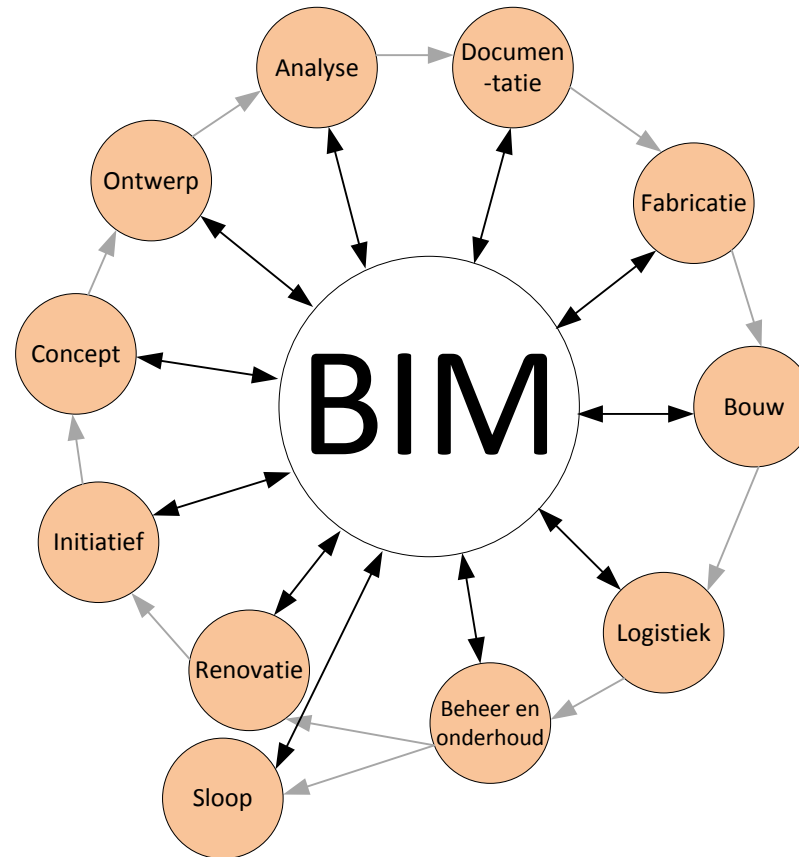 Analyse
Documen
-tatie
Ontwerp
Fabricatie
Concept
BIM
Bouw
Initiatief
Logistiek
Renovatie
Beheer en
onderhoud
Sloop